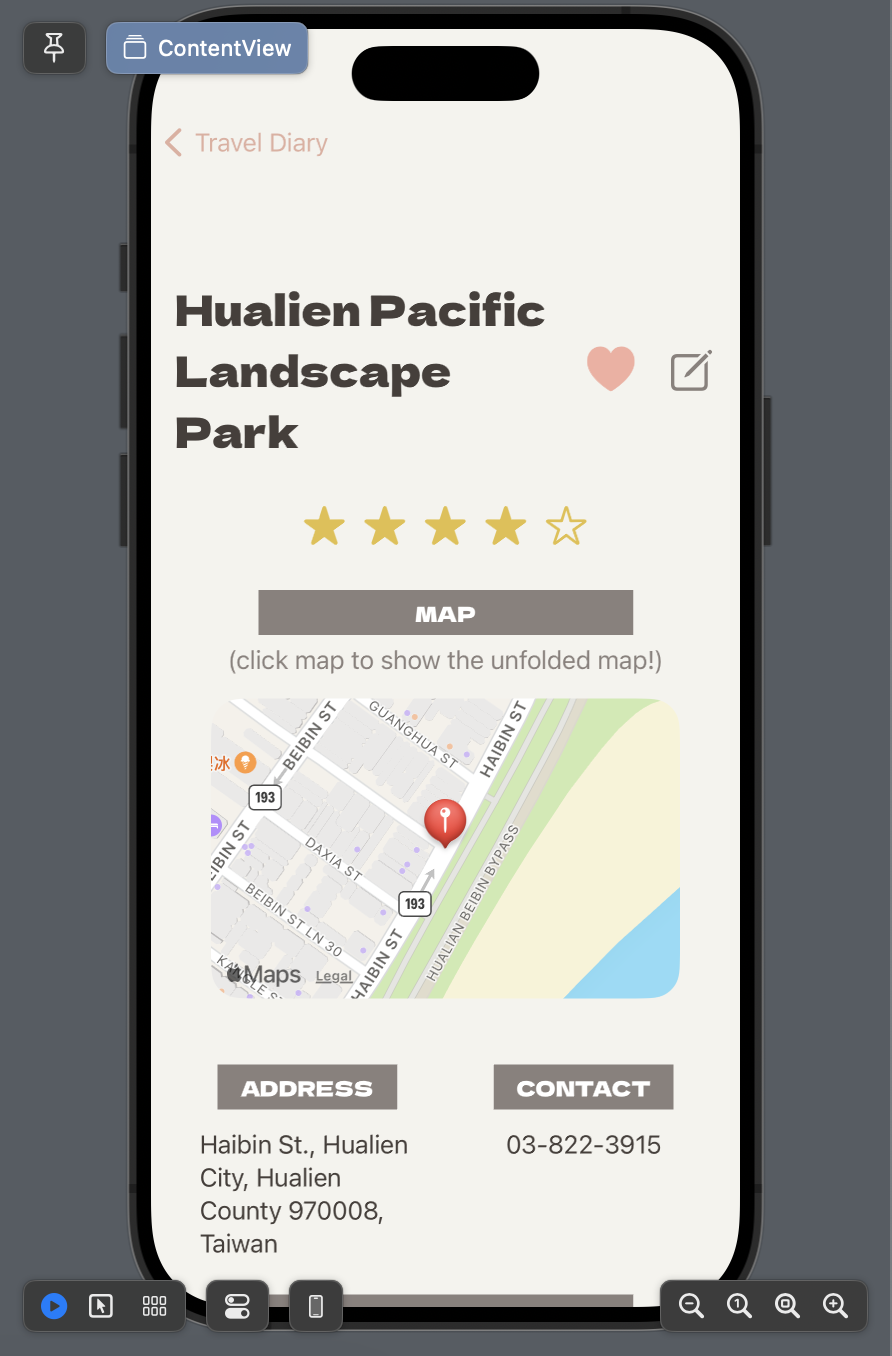 ContentView
Travel Diary
Hualien Pacific
Landscape
Park
MAP
(click map to show the unfolded map!)
GUANGHUA ST
BEIBIN ST
HAIBIN ST
冰
193
DAXIA ST
EIBIN ST
193
HUALIAN BEIBIN BYPASS
BEIBIN ST LN 30
HAIBIN ST
Maps
Legal
ADDRESS
CONTACT
Haibin St., Hualien
City, Hualien
County 970008,
Taiwan
03-822-3915